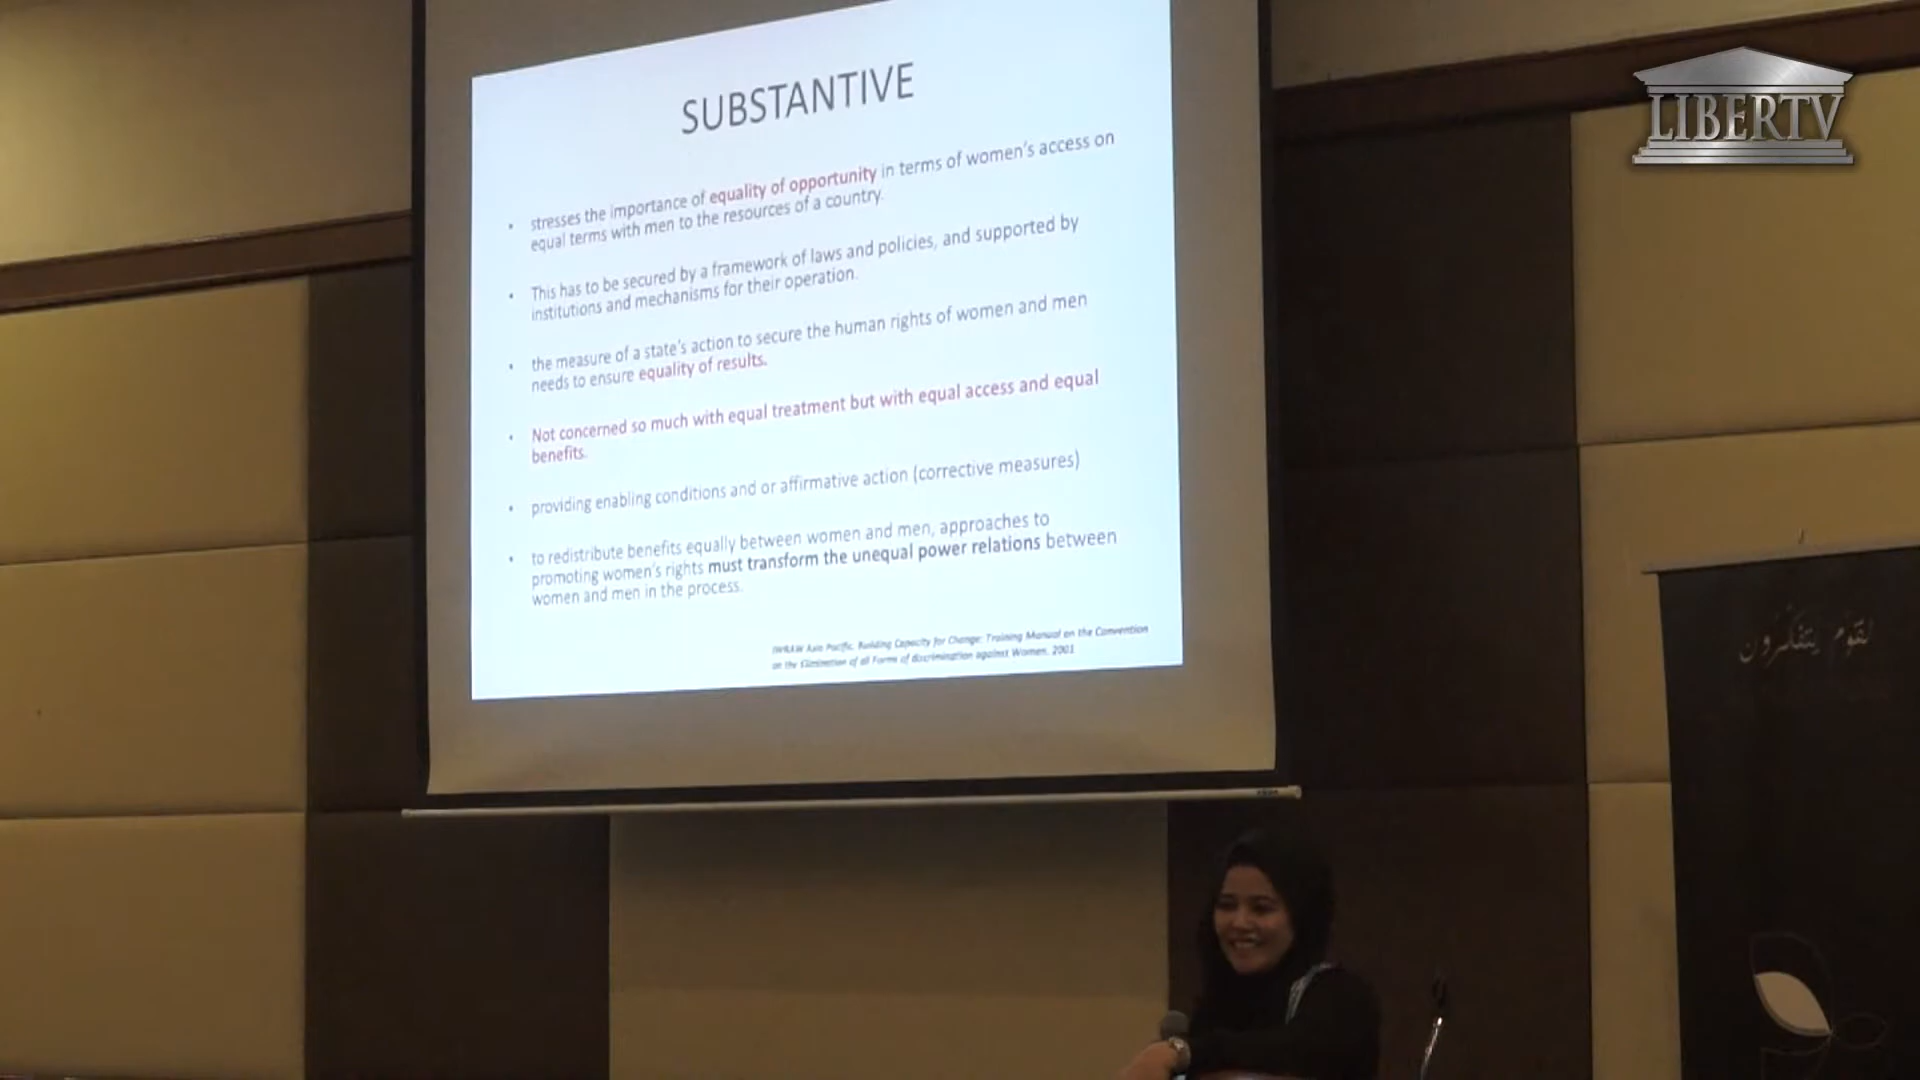 SUBSTANTIVE
• stresses the importance of equality of opportunity in terms of women's access on
equal terms with men to the resources of a country.
• This has to be secured by a framework of laws and policies, and supported by
institutions and mechanisms for their operation.
• the measure of a state's action to secure the human rights of women and men
needs to ensure equality of results.
• Not concerned so much with equal treatment but with equal access and equal
benefits.
• providing enabling conditions and or affirmative action (corrective measures)
• to redistribute benefits equally between women and men, approaches to
promoting women's rights must transform the unequal power relations between
women and men in the process.
IWRAW Asia Pacific. Building Capacity for Change: Training Manual on the Convention
on the Elimination of all Forms of discrimination against Women. 2001
LIBERTV
لقوم يتفكرون